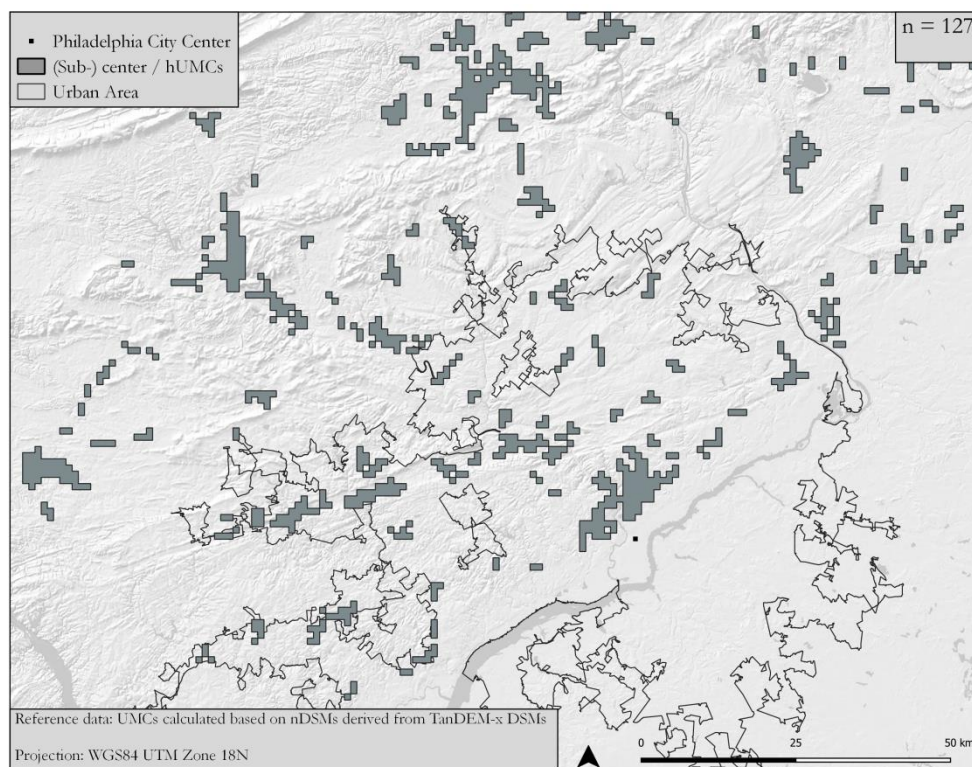 Philadelphia City Center
(Sub-) center / hUMCs
Urban Area
n = 127
Reference data: UMCs calculated based on nDSMs derived from TanDEM-x DSMs
Projection: WGS84 UTM Zone 18N
0 25 50 km